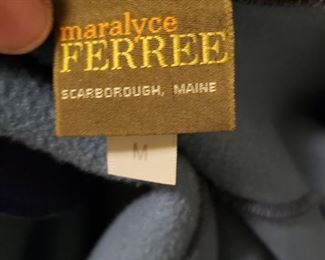 maralyce
FERREE
SCARBOROUGH, MAINE
M